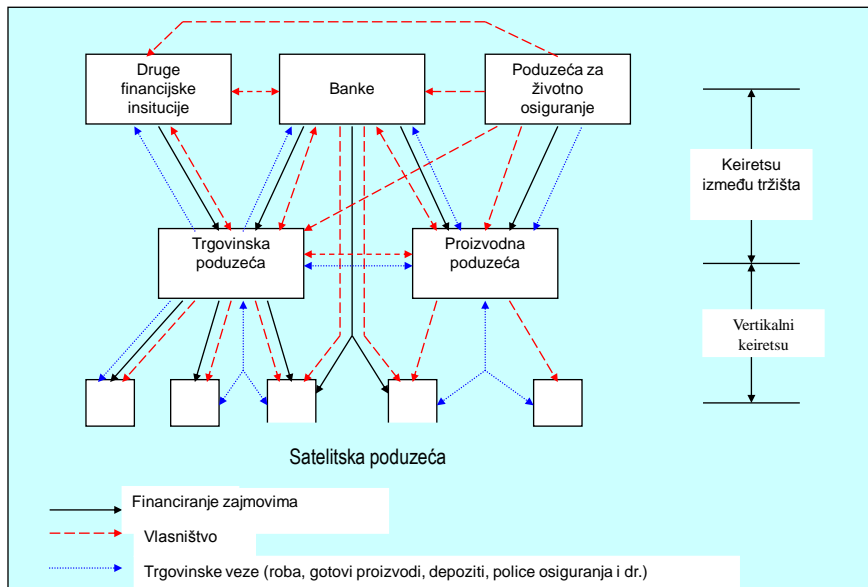 Druge
financijske
insitucije
Banke
Poduzeća za
životno
osiguranje
Keiretsu
između tržišta
Trgovinska
poduzeća
Proizvodna
poduzeća
Vertikalni
keiretsu
Satelitska poduzeća
Financiranje zajmovima
Vlasništvo
Trgovinske veze (roba, gotovi proizvodi, depoziti, police osiguranja i dr.)